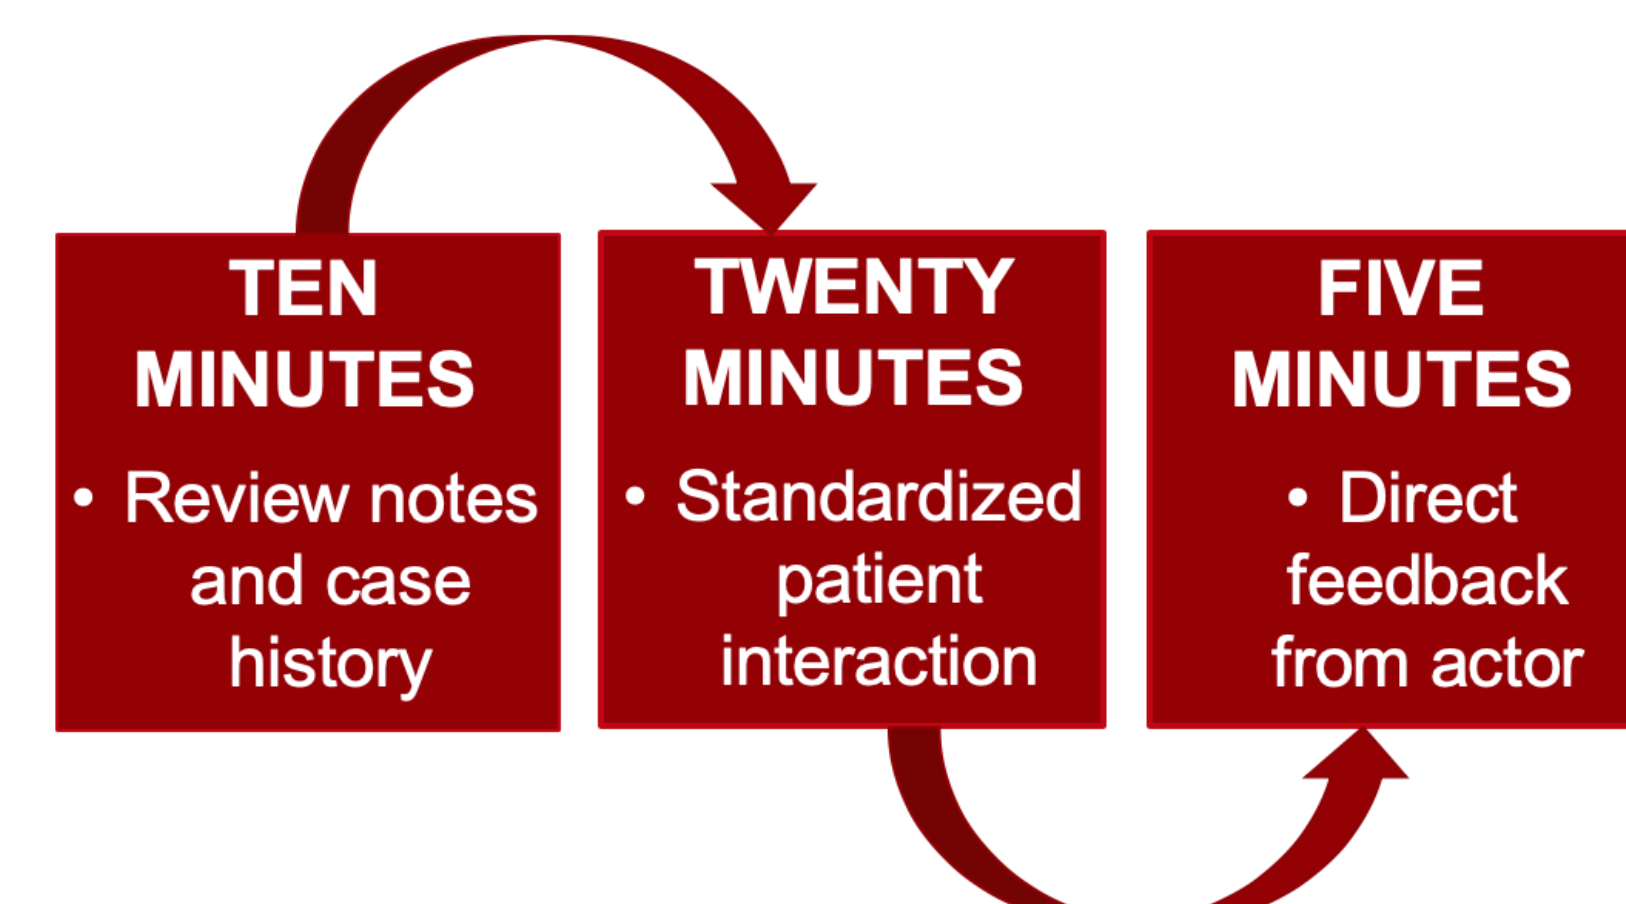 TEN
MINUTES
• Review notes
and case
history
TWENTY
MINUTES
• Standardized
patient
interaction
FIVE
MINUTES
• Direct
feedback
from actor